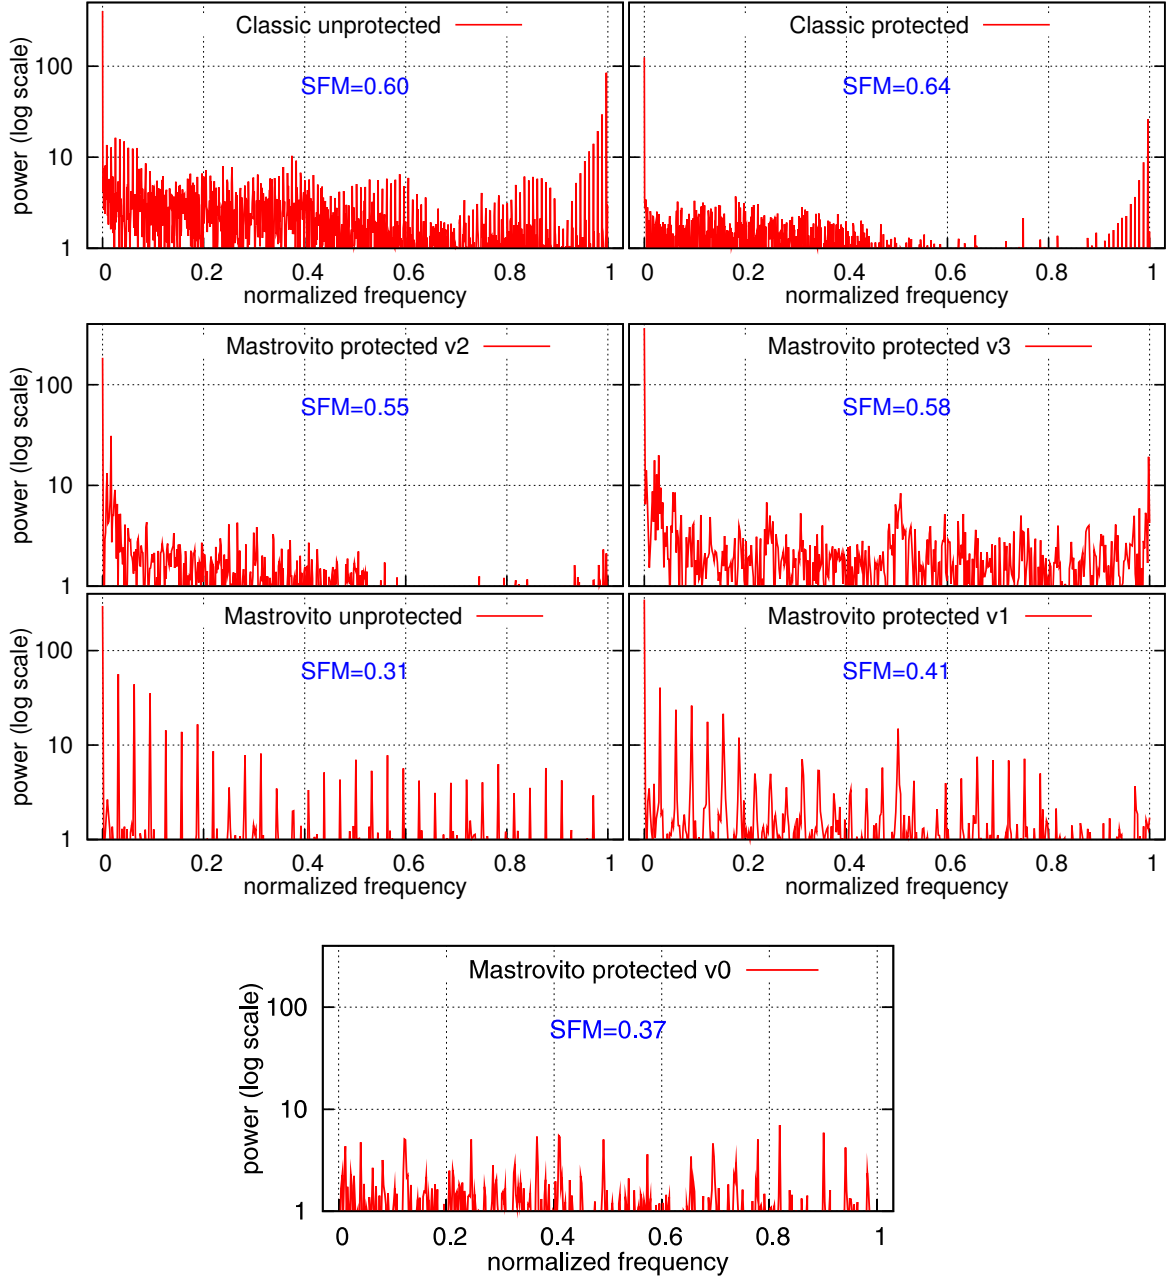 Classic unprotected
SFM=0.60
power (log scale)
100
10
1
0 0.2 0.4 0.6 0.8 1
normalized frequency
Classic protected
SFM=0.64
0 0.2 0.4 0.6 0.8 1
normalized frequency
Mastrovito protected v2
SFM=0.55
power (log scale)
100
10
1
Mastrovito protected v3
SFM=0.58
Mastrovito unprotected
SFM=0.31
power (log scale)
100
10
1
0 0.2 0.4 0.6 0.8 1
normalized frequency
Mastrovito protected v1
SFM=0.41
0 0.2 0.4 0.6 0.8 1
normalized frequency
Mastrovito protected v0
SFM=0.37
power (log scale)
100
10
1
0 0.2 0.4 0.6 0.8 1
normalized frequency